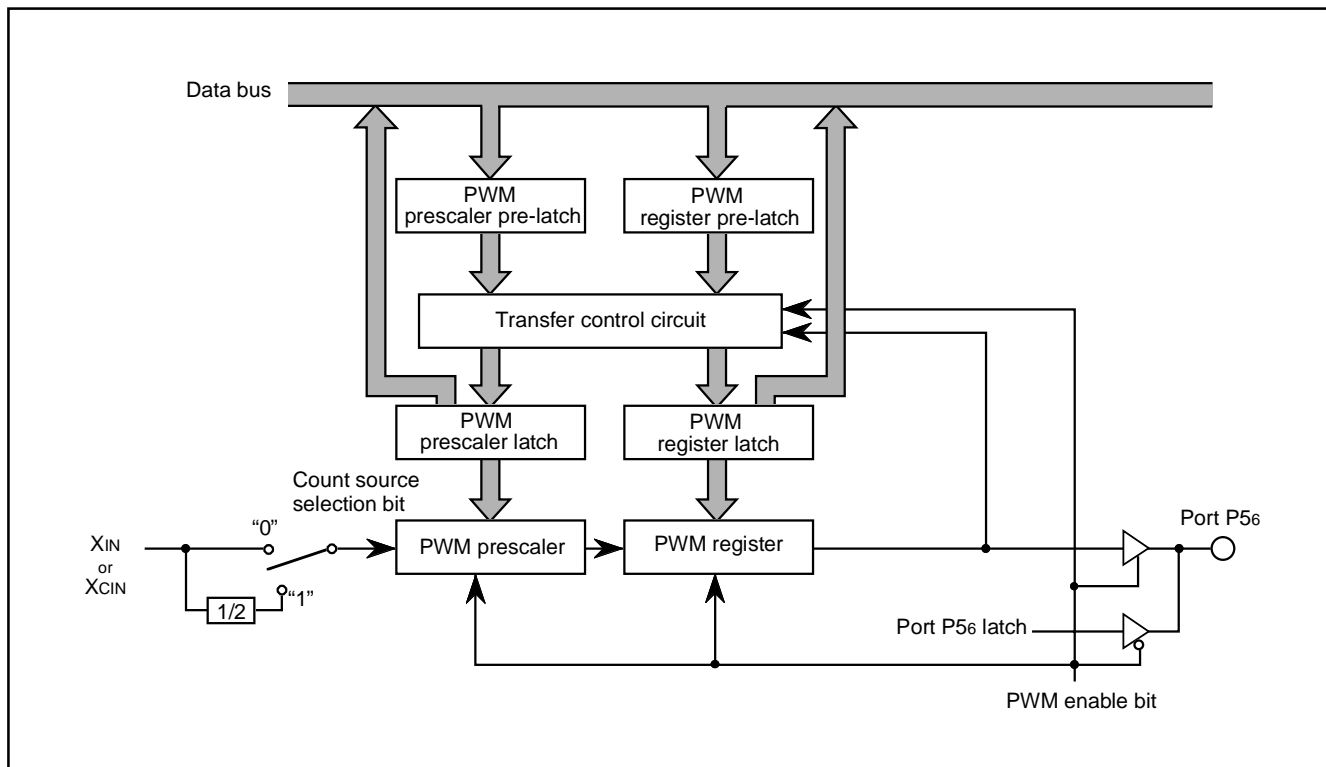 Data bus
PWM
prescaler pre-latch
PWM
register pre-latch
Transfer control circuit
PWM
prescaler latch
PWM
register latch
Count source
selection bit
“0”
XIN
or
XCIN
“1”
1/2
PWM prescaler
PWM register
Port P56
Port P56 latch
PWM enable bit